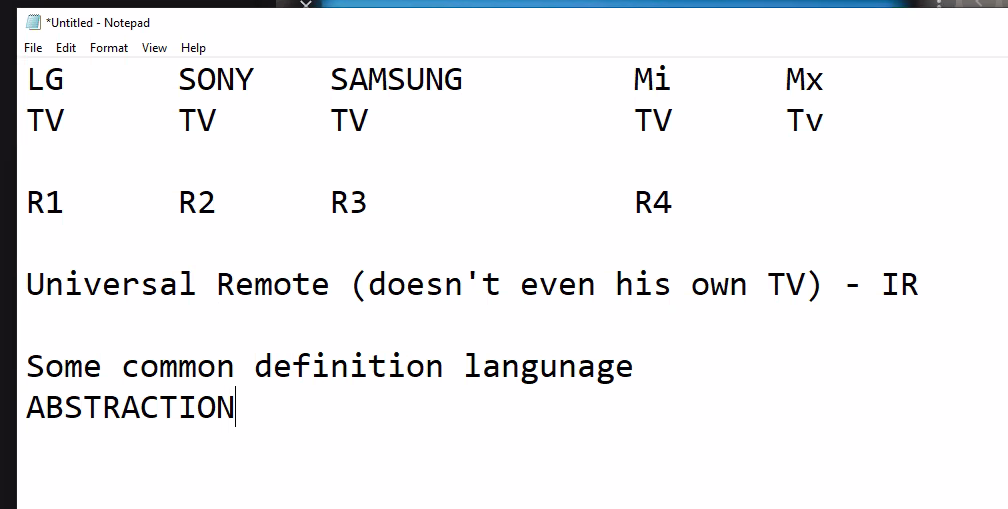 *Untitled - Notepad
File Edit Format View Help
LG SONY SAMSUNG Mi Mx
TV TV TV TV Tv
R1 R2 R3 R4
Universal Remote (doesn't even his own TV) - IR
Some common definition langunage
ABSTRACTION